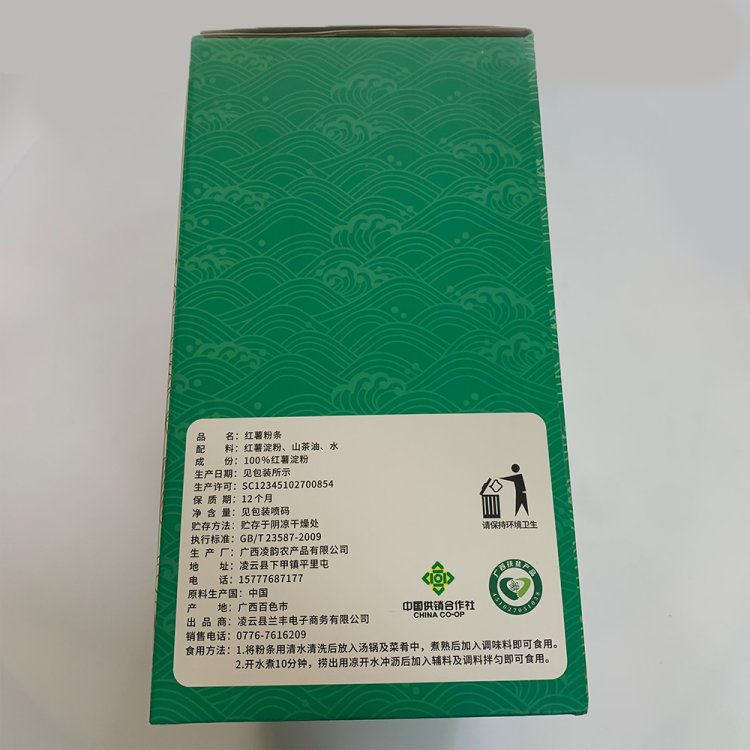 品名：红薯粉条
配料：红薯淀粉、山茶油、水
成份：100%红薯淀粉
生产日期：见包装所示
生产许可：SC12345102700854
保质期：12个月
净含量：见包装喷码
贮存方法：贮存于阴凉干燥处
执行标准：GB/T 23587-2009
生产厂：广西凌韵农产品有限公司
地址：凌云县下甲镇平里屯
电话：15777687177
原料生产国：中国
产地：广西百色市
出品商：凌云县兰丰电子商务有限公司
销售电话：0776-7616209
食用方法：1.将粉条用清水清洗后放入汤锅及菜肴中，煮熟后加入调味料即可食用。
2.开水煮10分钟，捞出用凉开水冲沥后加入辅料及调料拌匀即可食用。
请保持环境卫生
中国供销合作社
CHINA CO-OP
广西扶贫产品